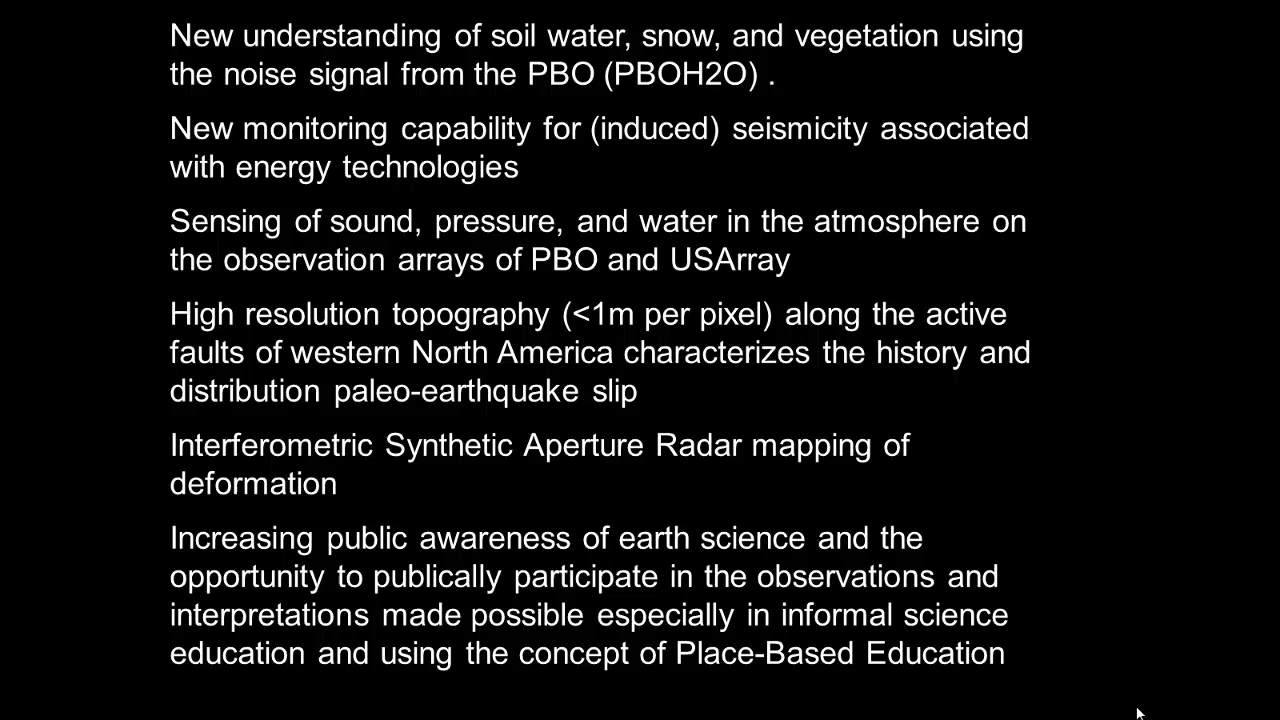 New understanding of soil water, snow, and vegetation using
the noise signal from the PBO (PBOH2O) .
New monitoring capability for (induced) seismicity associated
with energy technologies
Sensing of sound, pressure, and water in the atmosphere on
the observation arrays of PBO and USArray
High resolution topography (<1m per pixel) along the active
faults of western North America characterizes the history and
distribution paleo-earthquake slip
Interferometric Synthetic Aperture Radar mapping of
deformation
Increasing public awareness of earth science and the
opportunity to publically participate in the observations and
interpretations made possible especially in informal science
education and using the concept of Place-Based Education